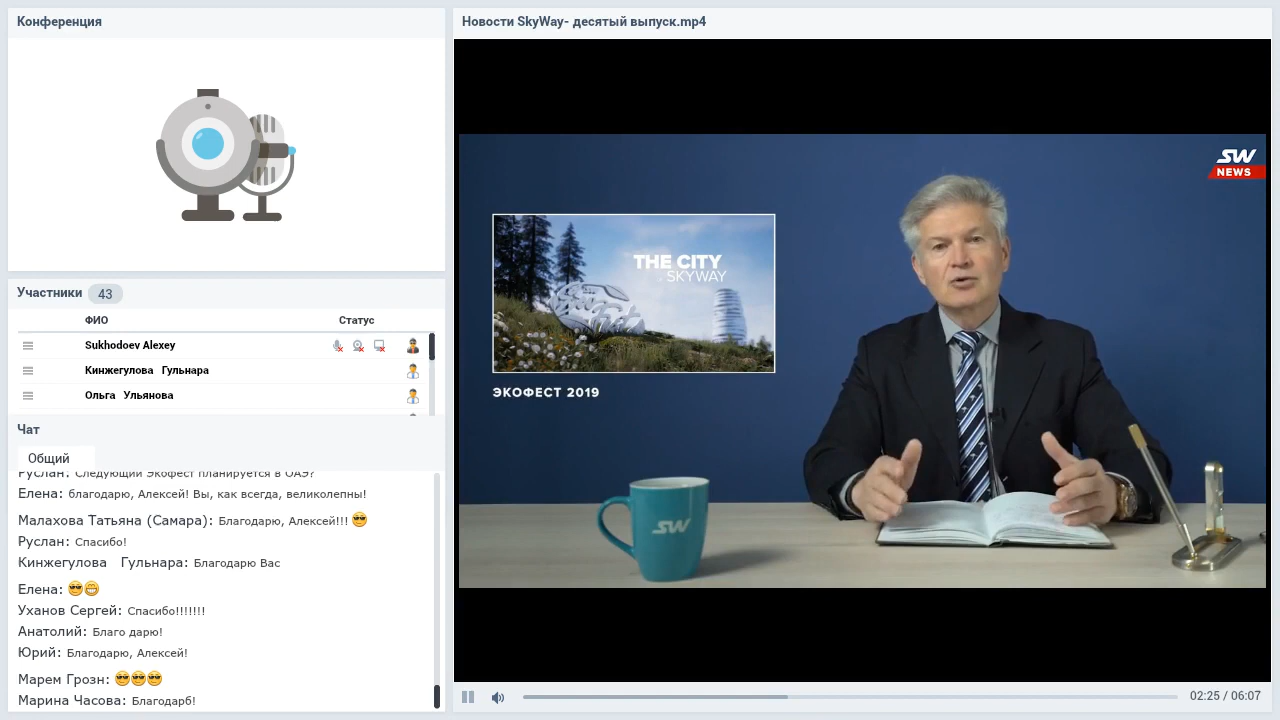 Конференция
Новости SkyWay- десятый выпуск.mp4
SW
NEWS
THE CITY
SKYWAY
ЭКОФЕСТ 2019
SW
Участники 43
ФИО Статус
Sukhodoev Alexey
Кинжегулова Гульнара
Ольга Ульянова
Чат
Общий
Руслан: Следующий Экофест планируется в ОАЭ?
Елена: благодарю, Алексей! Вы, как всегда, великолепны!
Малахова Татьяна (Самара): Благодарю, Алексей!!! 😎
Руслан: Спасибо!
Кинжегулова Гульнара: Благодарю Вас
Елена: 😎😁
Уханов Сергей: Спасибо!!!!!!!
Анатолий: Благо дарю!
Юрий: Благодарю, Алексей!
Марем Грозн: 😎😎😎
Марина Часова: Благодарб!
02:25 / 06:07